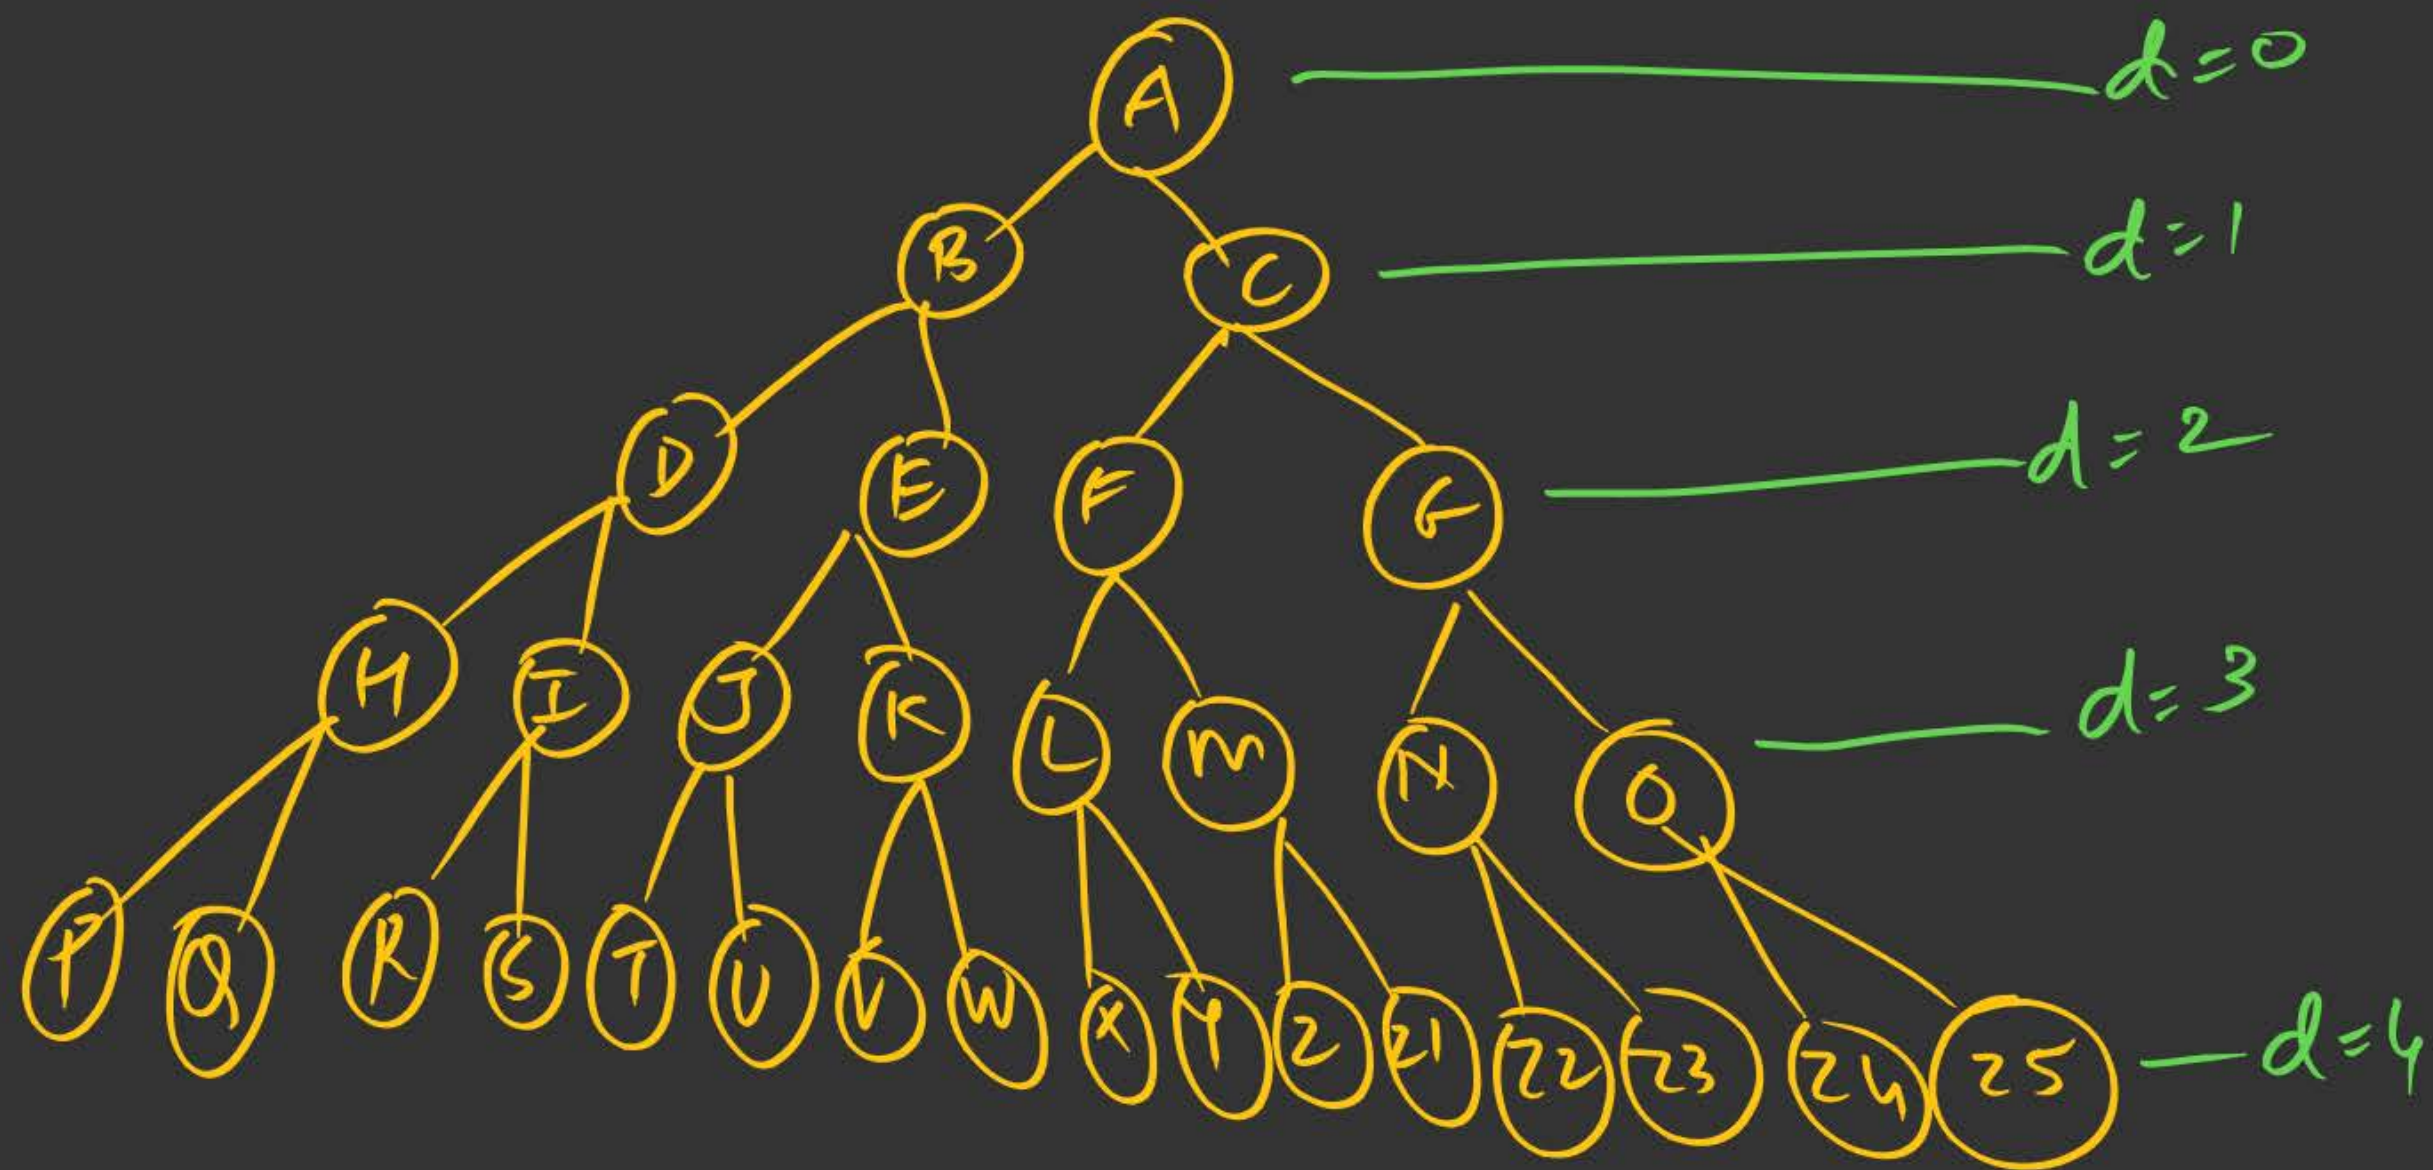 A d=0
B C d=1
D E F G d=2
H I J K L M N O d=3
P Q R S T U V W X Y Z Z1 Z2 Z3 Z4 Z5 d=4